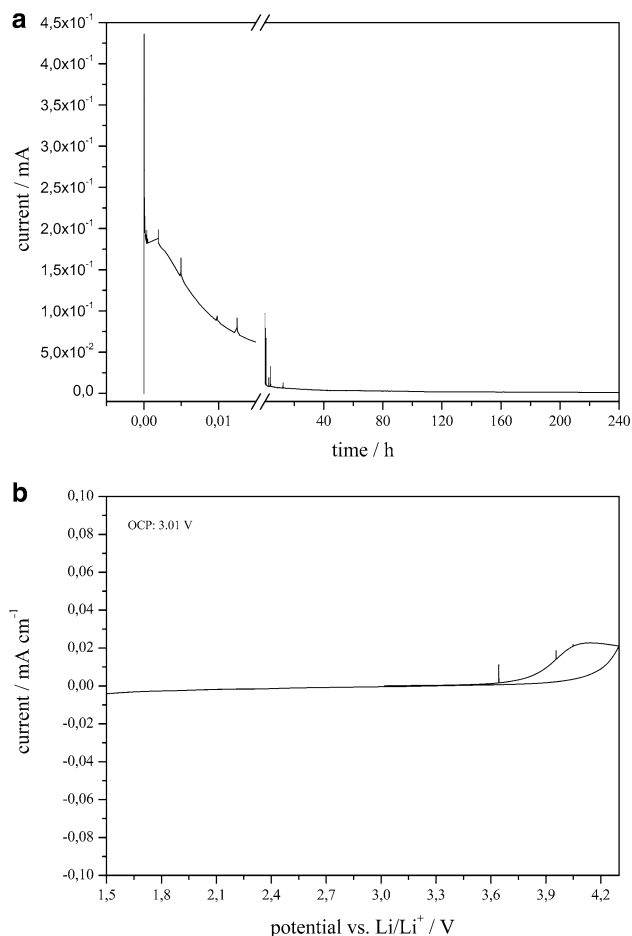 a
4,5x10⁻¹
4,0x10⁻¹
3,5x10⁻¹
3,0x10⁻¹
2,5x10⁻¹
2,0x10⁻¹
1,5x10⁻¹
1,0x10⁻¹
5,0x10⁻²
0,0
current / mA
0,00 0,01 40 80 120 160 200 240
time / h
b
OCP: 3.01 V
0,10
0,08
0,06
0,04
0,02
0,00
-0,02
-0,04
-0,06
-0,08
-0,10
current / mA cm⁻¹
1,5 1,8 2,1 2,4 2,7 3,0 3,3 3,6 3,9 4,2
potential vs. Li/Li⁺ / V